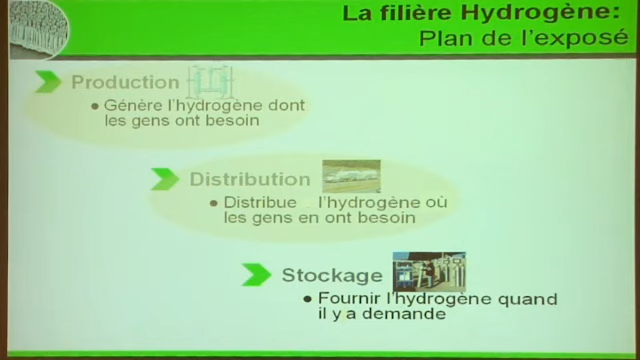 La filière Hydrogène:
Plan de l'exposé
Production
• Génère l'hydrogène dont
les gens ont besoin
Distribution
• Distribue l'hydrogène où
les gens en ont besoin
Stockage
• Fournir l'hydrogène quand
il y a demande